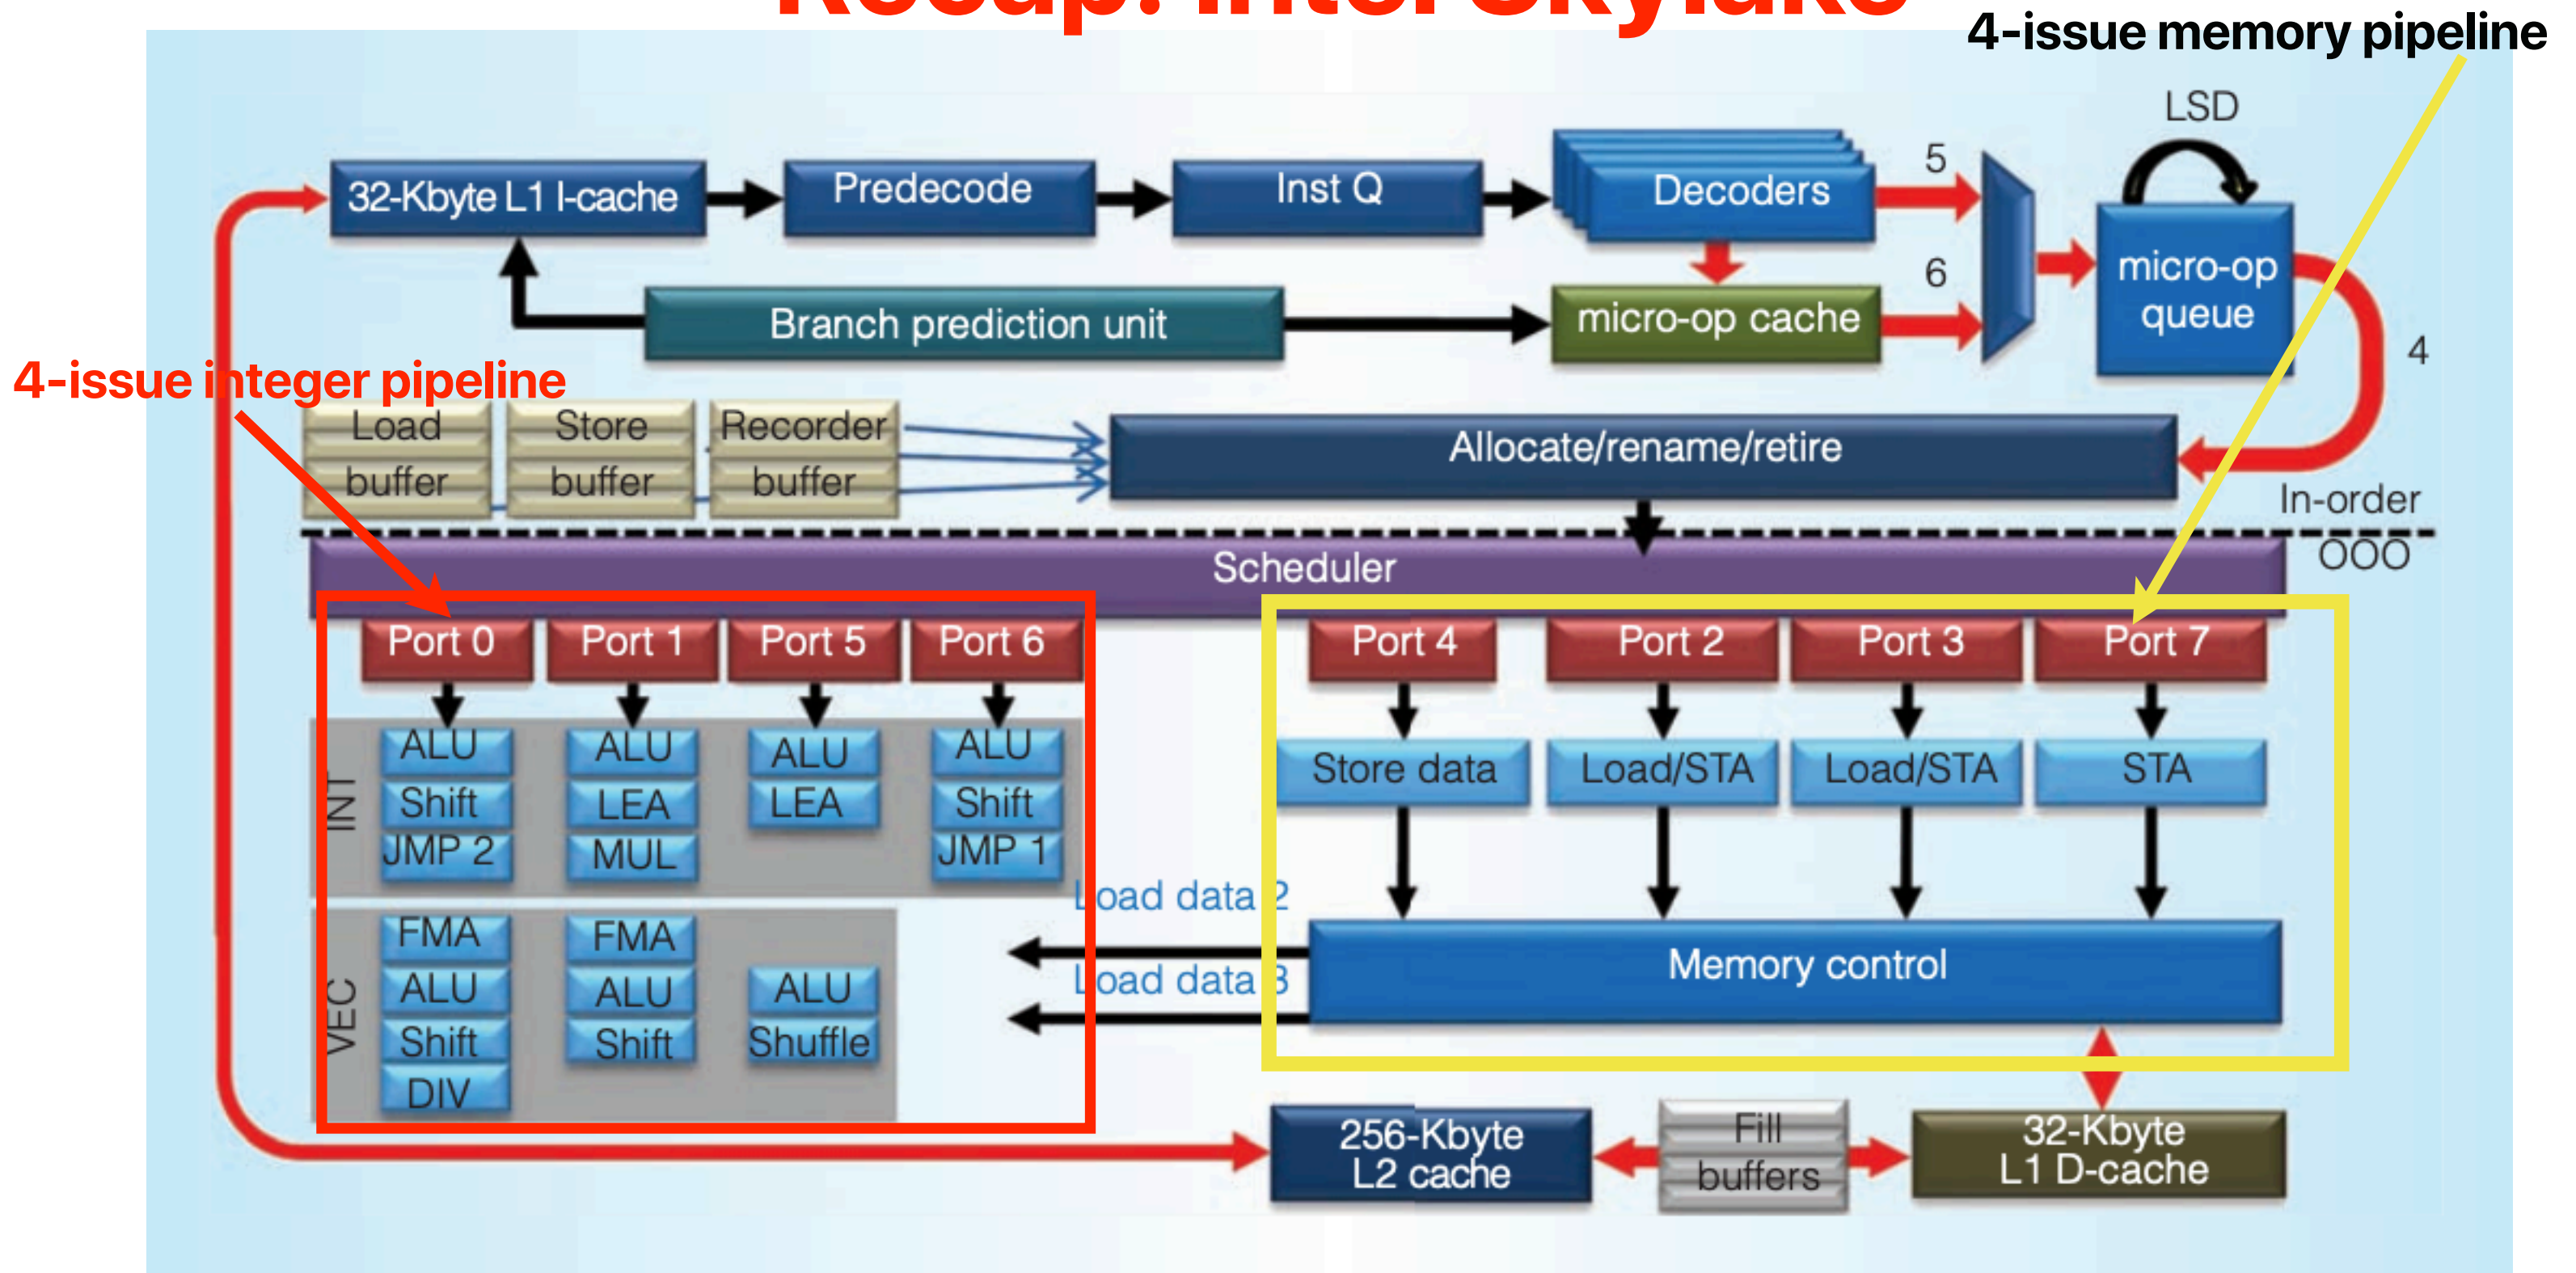 Recap: Intel Skylake
4-issue memory pipeline
LSD
32-Kbyte L1 I-cache
Predecode
Inst Q
Decoders
5
6
micro-op
queue
Branch prediction unit
micro-op cache
4
4-issue integer pipeline
Load
buffer
Store
buffer
Recorder
buffer
Allocate/rename/retire
In-order
OOO
Scheduler
Port 0
Port 1
Port 5
Port 6
Port 4
Port 2
Port 3
Port 7
INT
ALU
Shift
JMP 2
ALU
LEA
MUL
ALU
LEA
ALU
Shift
JMP 1
Store data
Load/STA
Load/STA
STA
VEC
FMA
ALU
Shift
DIV
FMA
ALU
Shift
ALU
Shuffle
Load data 2
Load data 3
Memory control
256-Kbyte
L2 cache
Fill
buffers
32-Kbyte
L1 D-cache